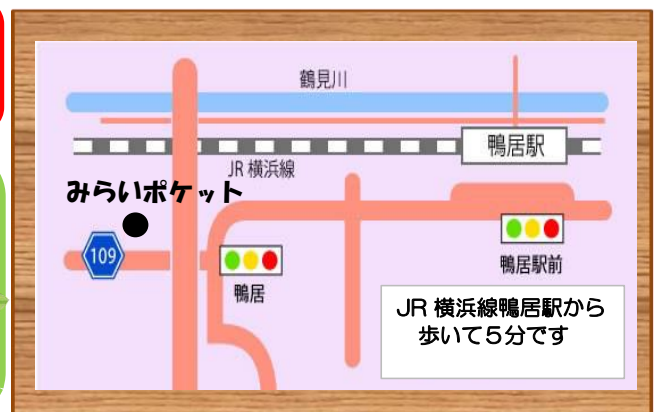 鶴見川
鴨居駅
JR 横浜線
みらいポケット
109
鴨居
鴨居駅前
JR 横浜線鴨居駅から
歩いて5分です